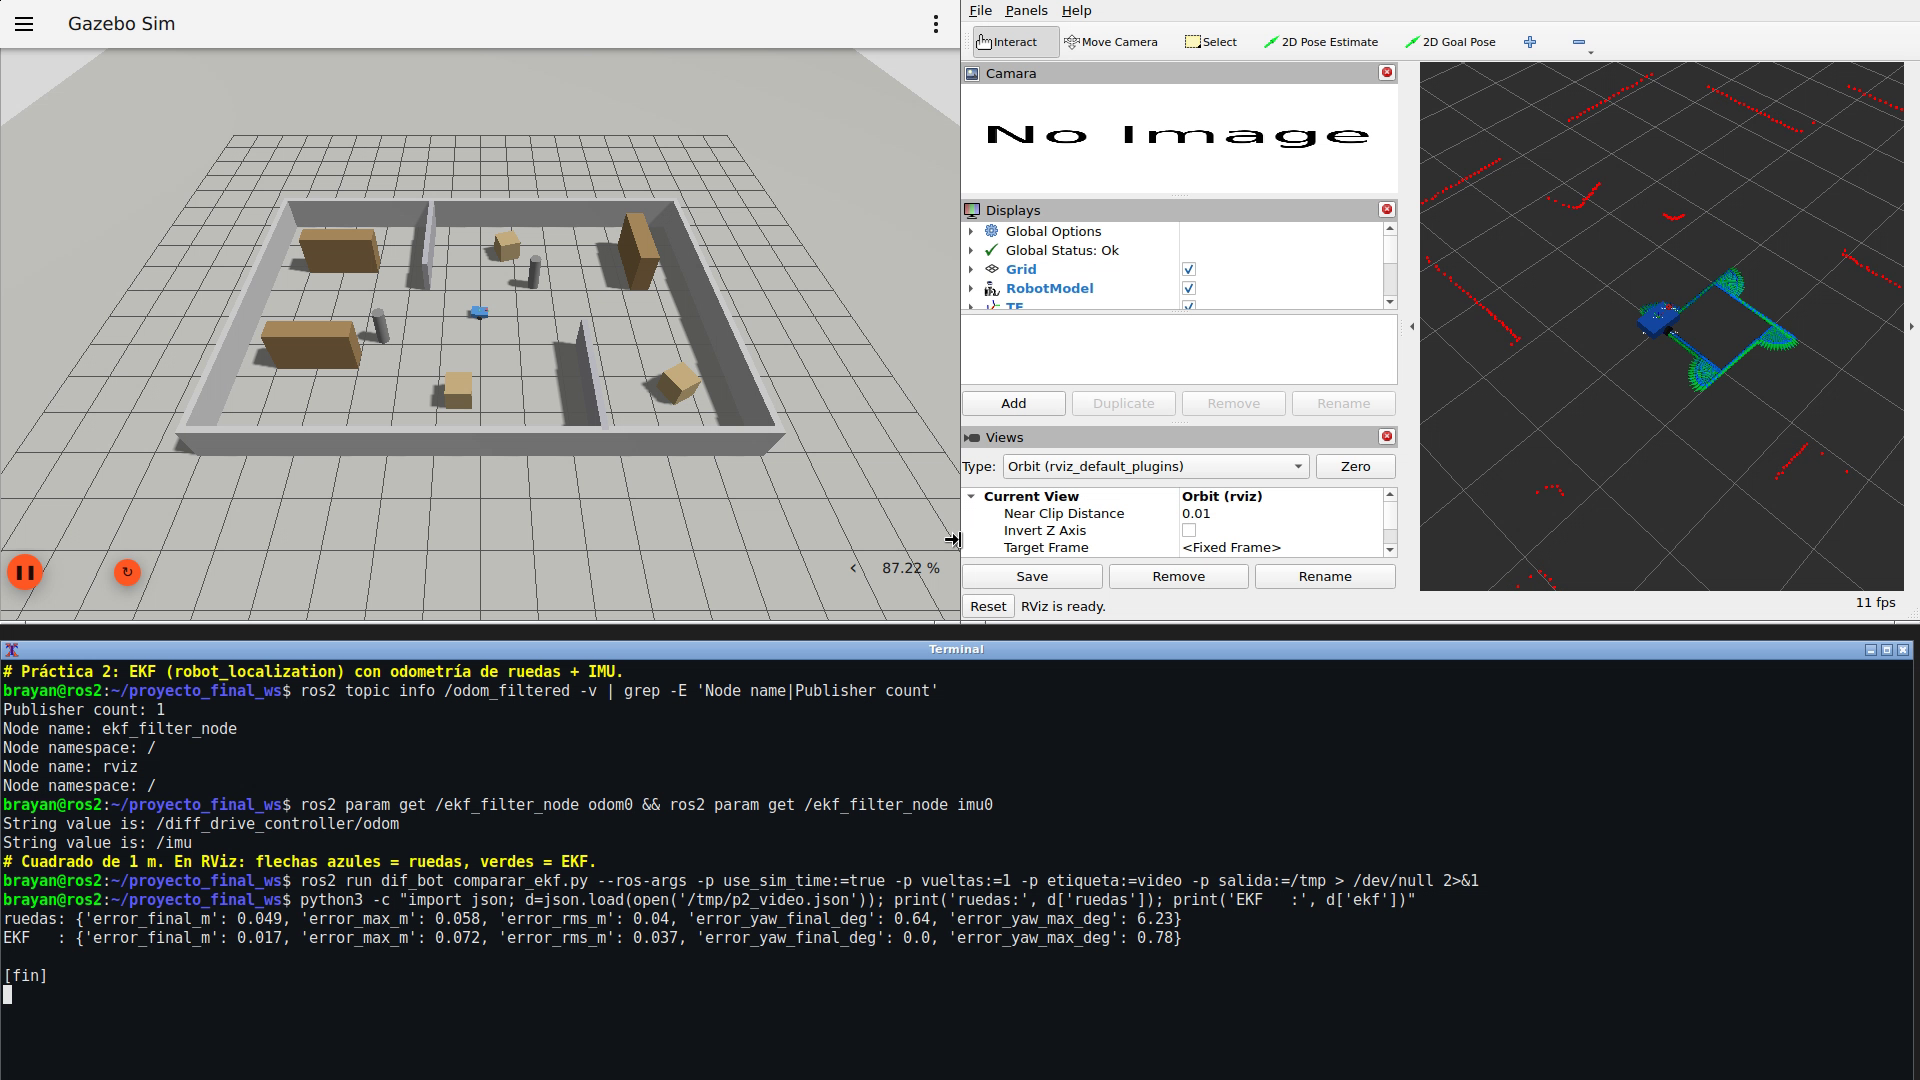 Gazebo Sim
87.22 %
File Panels Help
Interact Move Camera Select 2D Pose Estimate 2D Goal Pose
Camara
No Image
Displays
Global Options
Global Status: Ok
Grid
RobotModel
TF
Add Duplicate Remove Rename
Views
Type: Orbit (rviz_default_plugins) Zero
Current View Orbit (rviz)
Near Clip Distance 0.01
Invert Z Axis
Target Frame <Fixed Frame>
Save Remove Rename
Reset RViz is ready.
11 fps
Terminal
# Práctica 2: EKF (robot_localization) con odometría de ruedas + IMU.
brayan@ros2:~/proyecto_final_ws$ ros2 topic info /odom_filtered -v | grep -E 'Node name|Publisher count'
Publisher count: 1
Node name: ekf_filter_node
Node namespace: /
Node name: rviz
Node namespace: /
brayan@ros2:~/proyecto_final_ws$ ros2 param get /ekf_filter_node odom0 && ros2 param get /ekf_filter_node imu0
String value is: /diff_drive_controller/odom
String value is: /imu
# Cuadrado de 1 m. En RViz: flechas azules = ruedas, verdes = EKF.
brayan@ros2:~/proyecto_final_ws$ ros2 run dif_bot comparar_ekf.py --ros-args -p use_sim_time:=true -p vueltas:=1 -p etiqueta:=video -p salida:=/tmp > /dev/null 2>&1
brayan@ros2:~/proyecto_final_ws$ python3 -c "import json; d=json.load(open('/tmp/p2_video.json')); print('ruedas:', d['ruedas']); print('EKF   :', d['ekf'])"
ruedas: {'error_final_m': 0.049, 'error_max_m': 0.058, 'error_rms_m': 0.04, 'error_yaw_final_deg': 0.64, 'error_yaw_max_deg': 6.23}
EKF   : {'error_final_m': 0.017, 'error_max_m': 0.072, 'error_rms_m': 0.037, 'error_yaw_final_deg': 0.0, 'error_yaw_max_deg': 0.78}
[fin]